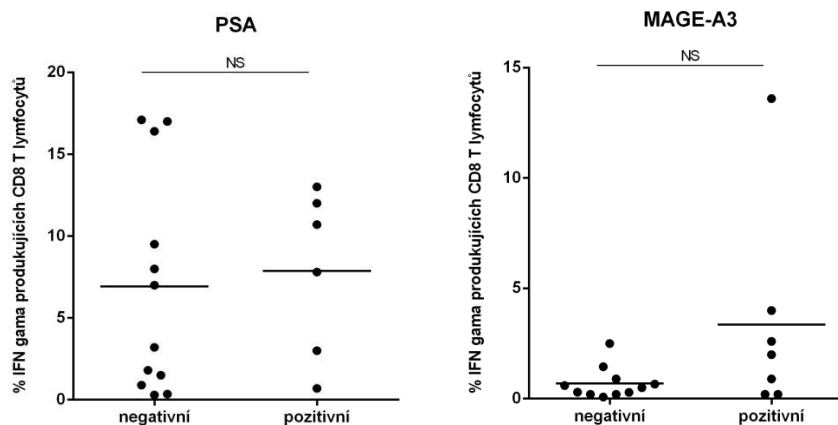 PSA
NS
% IFN gama produkujících CD8 T lymfocytů
20
15
10
5
0
negativní
pozitivní
MAGE-A3
NS
% IFN gama produkujících CD8 T lymfocytů
15
10
5
0
negativní
pozitivní